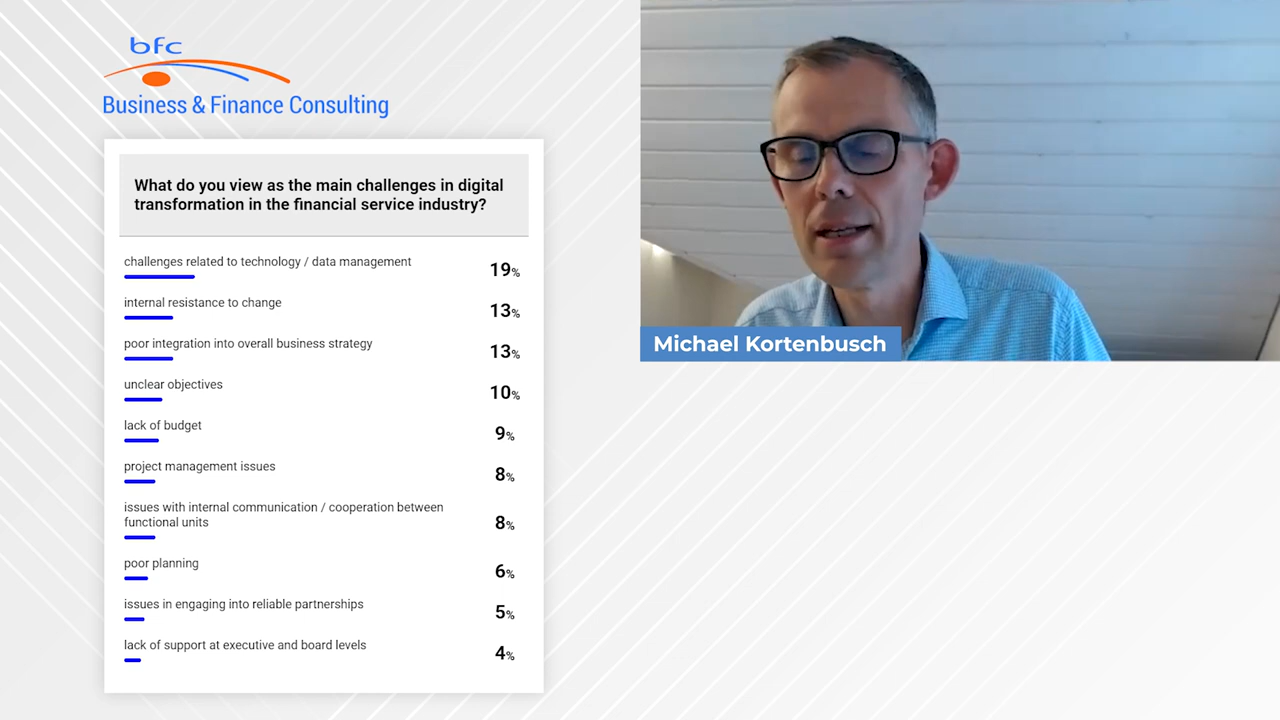 bfc
Business & Finance Consulting
What do you view as the main challenges in digital
transformation in the financial service industry?
challenges related to technology / data management
19%
internal resistance to change
13%
poor integration into overall business strategy
13%
unclear objectives
10%
lack of budget
9%
project management issues
8%
issues with internal communication / cooperation between
functional units
8%
poor planning
6%
issues in engaging into reliable partnerships
5%
lack of support at executive and board levels
4%
Michael Kortenbusch